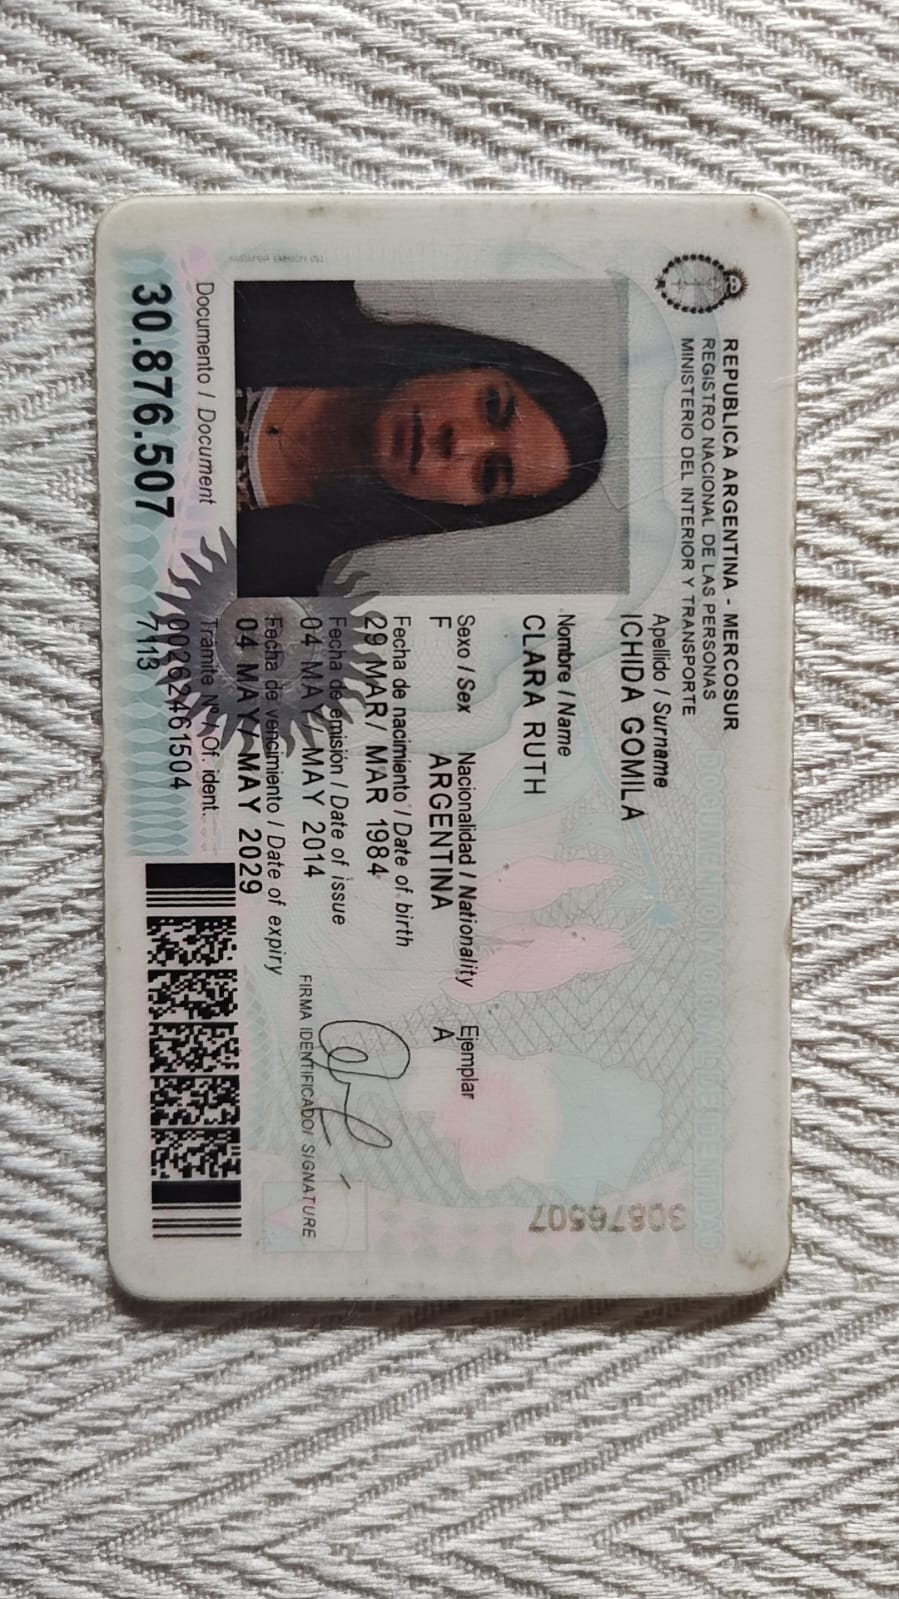 REPUBLICA ARGENTINA - MERCOSUR
REGISTRO NACIONAL DE LAS PERSONAS
MINISTERIO DEL INTERIOR Y TRANSPORTE
DOCUMENTO NACIONAL DE IDENTIDAD
Apellido / Surname
ICHIDA GOMILA
Nombre / Name
CLARA RUTH
Sexo / Sex Nacionalidad / Nationality Ejemplar
F ARGENTINA A
Fecha de nacimiento / Date of birth
29 MAR/ MAR 1984
Fecha de emisión / Date of issue
04 MAY/ MAY 2014
Fecha de vencimiento / Date of expiry
04 MAY/ MAY 2029
FIRMA IDENTIFICADO/ SIGNATURE
Documento / Document
30.876.507
Trámite Nº / Of. ident.
00262461504
7113
30876507